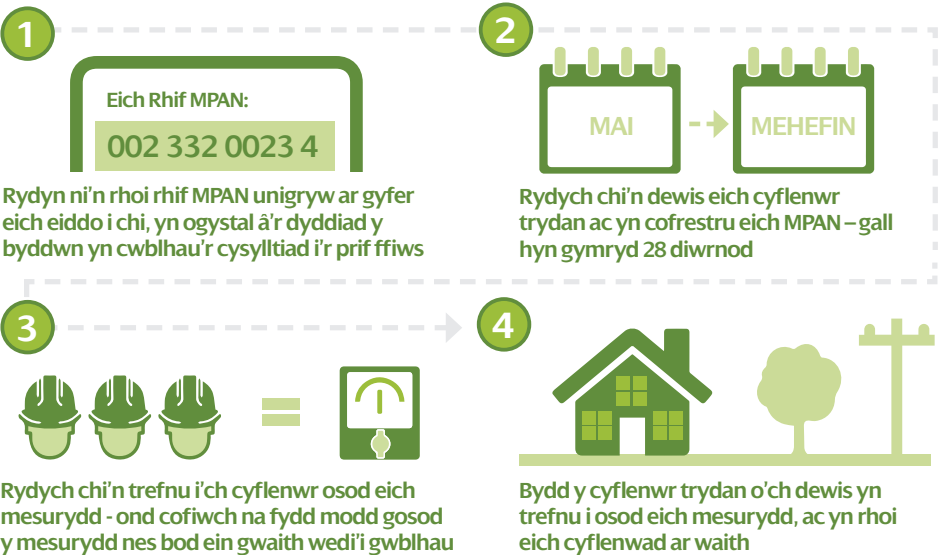 1
Eich Rhif MPAN:
002 332 0023 4
Rydyn ni'n rhoi rhif MPAN unigryw ar gyfer
eich eiddo i chi, yn ogystal â'r dyddiad y
byddwn yn cwblhau'r cysylltiad i'r prif ffiws
2
MAI
MEHEFIN
Rydych chi'n dewis eich cyflenwr
trydan ac yn cofrestru eich MPAN – gall
hyn gymryd 28 diwrnod
3
Rydych chi'n trefnu i'ch cyflenwr osod eich
mesurydd - ond cofiwch na fydd modd gosod
y mesurydd nes bod ein gwaith wedi'i gwblhau
4
Bydd y cyflenwr trydan o'ch dewis yn
trefnu i osod eich mesurydd, ac yn rhoi
eich cyflenwad ar waith